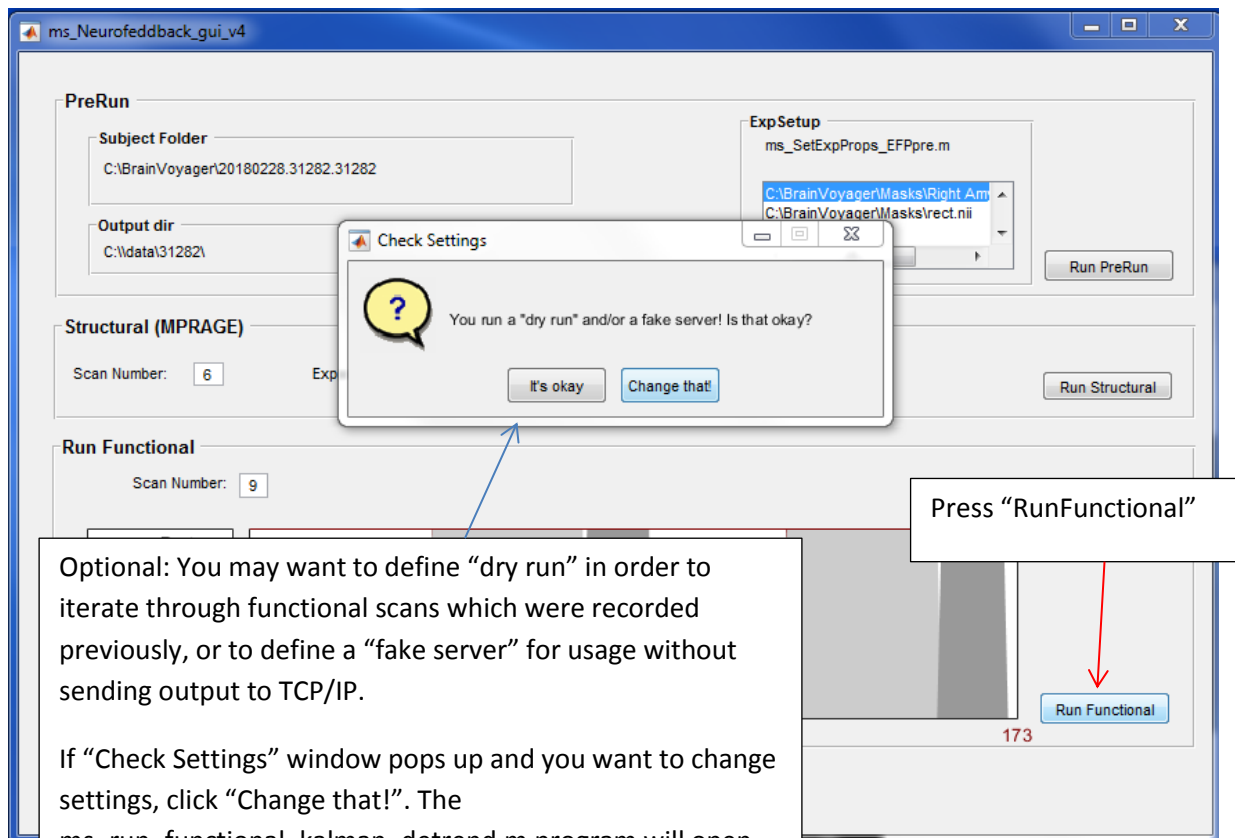 ms_Neurofeddback_gui_v4
PreRun
Subject Folder
C:\BrainVoyager\20180228.31282.31282
Output dir
C:\\data\31282\
ExpSetup
ms_SetExpProps_EFPpre.m
C:\BrainVoyager\Masks\Right Am
C:\BrainVoyager\Masks\rect.nii
Run PreRun
Check Settings
?
You run a "dry run" and/or a fake server! Is that okay?
It's okay
Change that!
Structural (MPRAGE)
Scan Number: 6
Exp
Run Structural
Run Functional
Scan Number: 9
Press “RunFunctional”
Optional: You may want to define “dry run” in order to
iterate through functional scans which were recorded
previously, or to define a “fake server” for usage without
sending output to TCP/IP.
If “Check Settings” window pops up and you want to change
settings, click “Change that!”. The
ms_run_functional_kalman_detrend.m program will open
Run Functional
173